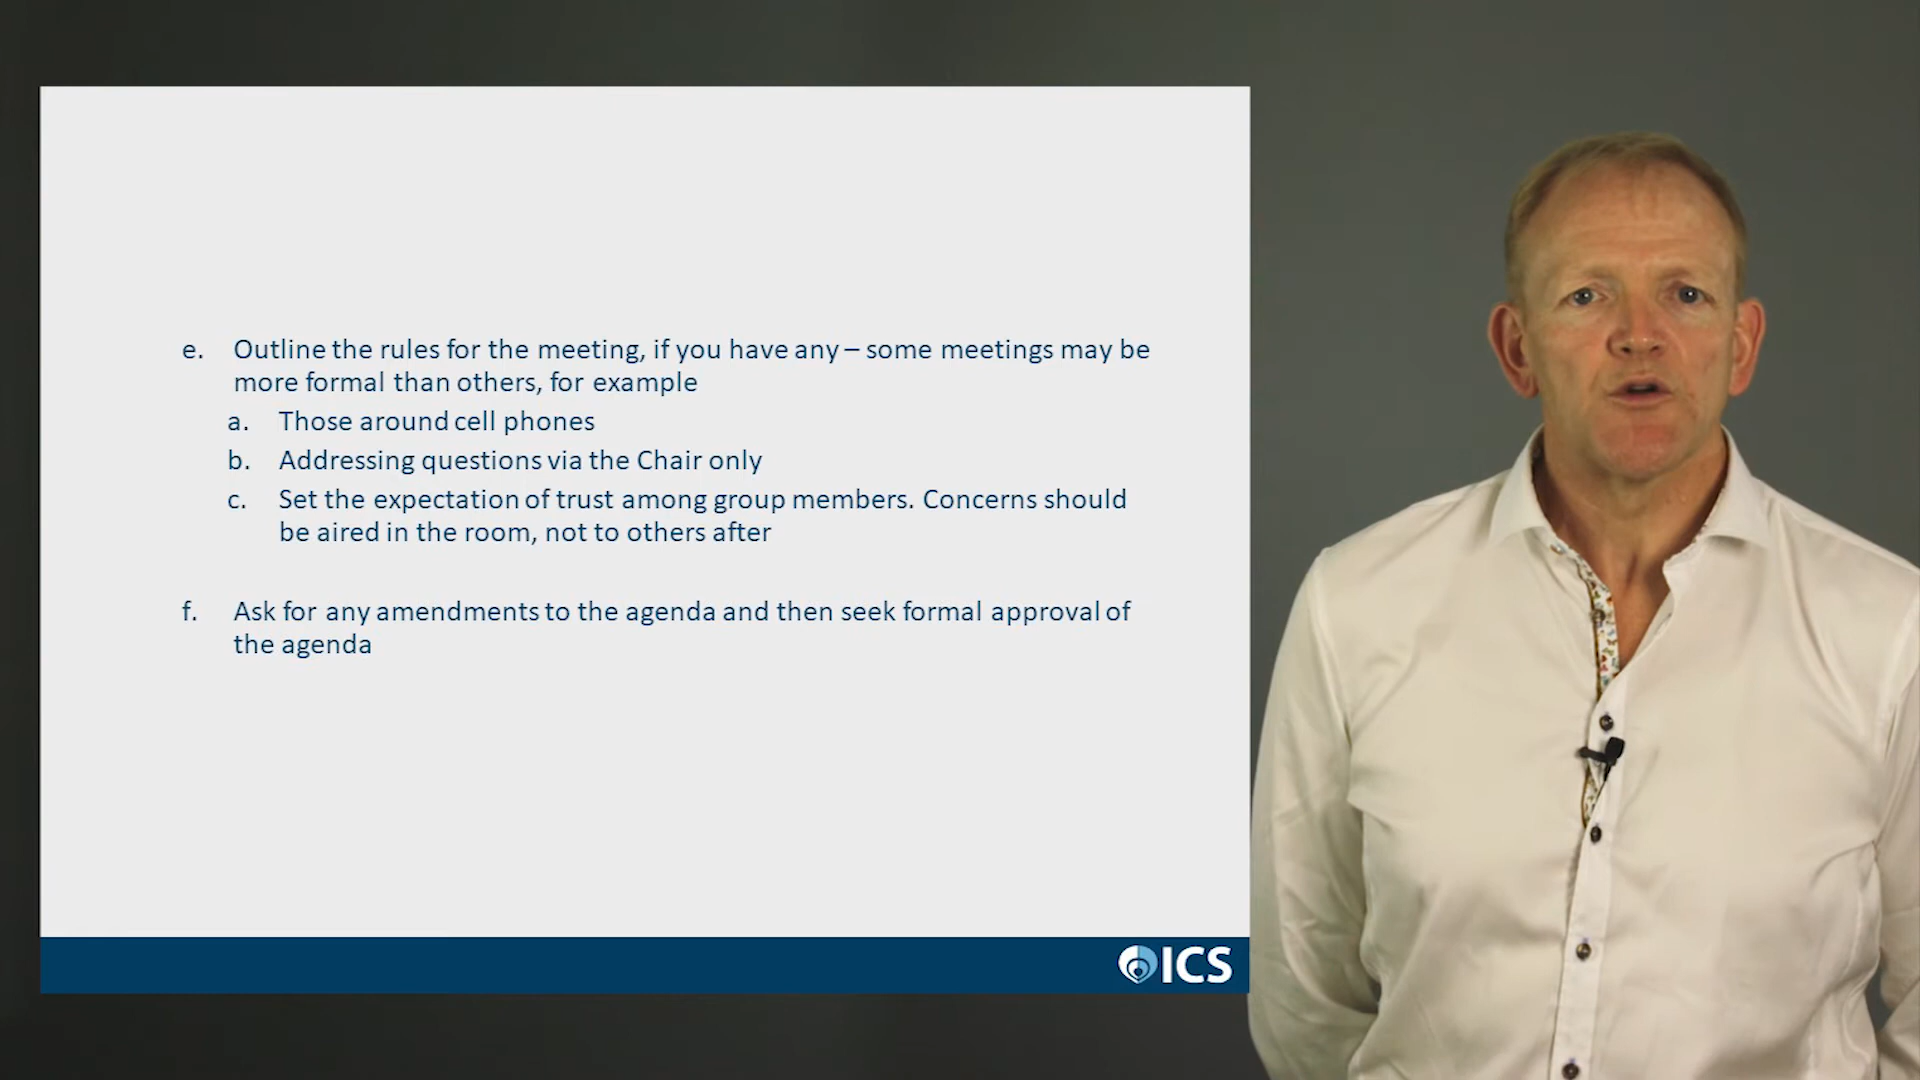 e. Outline the rules for the meeting, if you have any – some meetings may be
more formal than others, for example
a. Those around cell phones
b. Addressing questions via the Chair only
c. Set the expectation of trust among group members. Concerns should
be aired in the room, not to others after
f. Ask for any amendments to the agenda and then seek formal approval of
the agenda
ICS